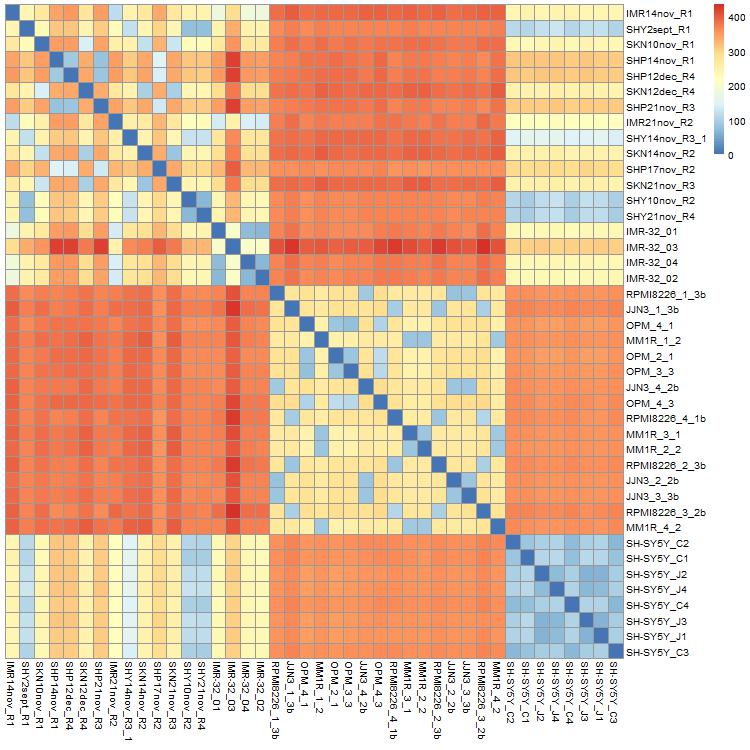 IMR14nov_R1
SHY2sept_R1
SKN10nov_R1
SHP14nov_R1
SHP12dec_R4
SKN12dec_R4
SHP21nov_R3
IMR21nov_R2
SHY14nov_R3_1
SKN14nov_R2
SHP17nov_R2
SKN21nov_R3
SHY10nov_R2
SHY21nov_R4
IMR-32_01
IMR-32_03
IMR-32_04
IMR-32_02
RPMI8226_1_3b
JJN3_1_3b
OPM_4_1
MM1R_1_2
OPM_2_1
OPM_3_3
JJN3_4_2b
OPM_4_3
RPMI8226_4_1b
MM1R_3_1
MM1R_2_2
RPMI8226_2_3b
JJN3_2_2b
JJN3_3_3b
RPMI8226_3_2b
MM1R_4_2
SH-SY5Y_C2
SH-SY5Y_C1
SH-SY5Y_J2
SH-SY5Y_J4
SH-SY5Y_C4
SH-SY5Y_J3
SH-SY5Y_J1
SH-SY5Y_C3
400
300
200
100
0
IMR14nov_R1
SHY2sept_R1
SKN10nov_R1
SHP14nov_R1
SHP12dec_R4
SKN12dec_R4
SHP21nov_R3
IMR21nov_R2
SHY14nov_R3_1
SKN14nov_R2
SHP17nov_R2
SKN21nov_R3
SHY10nov_R2
SHY21nov_R4
IMR-32_01
IMR-32_03
IMR-32_04
IMR-32_02
RPMI8226_1_3b
JJN3_1_3b
OPM_4_1
MM1R_1_2
OPM_2_1
OPM_3_3
JJN3_4_2b
OPM_4_3
RPMI8226_4_1b
MM1R_3_1
MM1R_2_2
RPMI8226_2_3b
JJN3_2_2b
JJN3_3_3b
RPMI8226_3_2b
MM1R_4_2
SH-SY5Y_C2
SH-SY5Y_C1
SH-SY5Y_J2
SH-SY5Y_J4
SH-SY5Y_C4
SH-SY5Y_J3
SH-SY5Y_J1
SH-SY5Y_C3